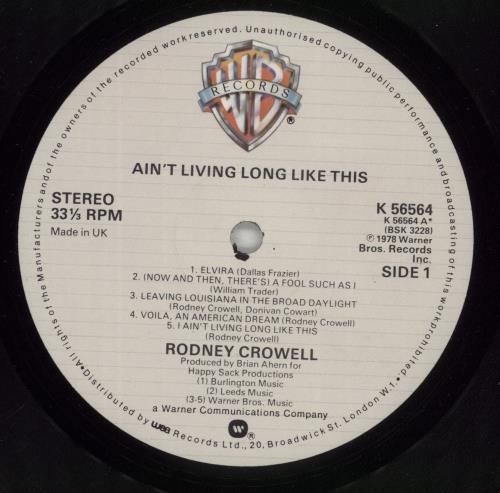 All rights of the Manufacturers and of the owners of the recorded work reserved. Unauthorised copying public performance and broadcasting of this work prohibited.
WB
RECORDS
®
AIN'T LIVING LONG LIKE THIS
STEREO
33⅓ RPM
Made in UK
K 56564
K 56564 A*
(BSK 3228)
℗ 1978 Warner
Bros. Records
Inc.
SIDE 1
1. ELVIRA (Dallas Frazier)
2. (NOW AND THEN, THERE'S) A FOOL SUCH AS I
(William Trader)
3. LEAVING LOUISIANA IN THE BROAD DAYLIGHT
(Rodney Crowell, Donivan Cowart)
4. VOILA, AN AMERICAN DREAM (Rodney Crowell)
5. I AIN'T LIVING LONG LIKE THIS
(Rodney Crowell)
RODNEY CROWELL
Produced by Brian Ahern for
Happy Sack Productions
(1) Burlington Music
(2) Leeds Music
(3-5) Warner Bros. Music
a Warner Communications Company
W ®
• Distributed by wea Records Ltd., 20, Broadwick St. London W1. •